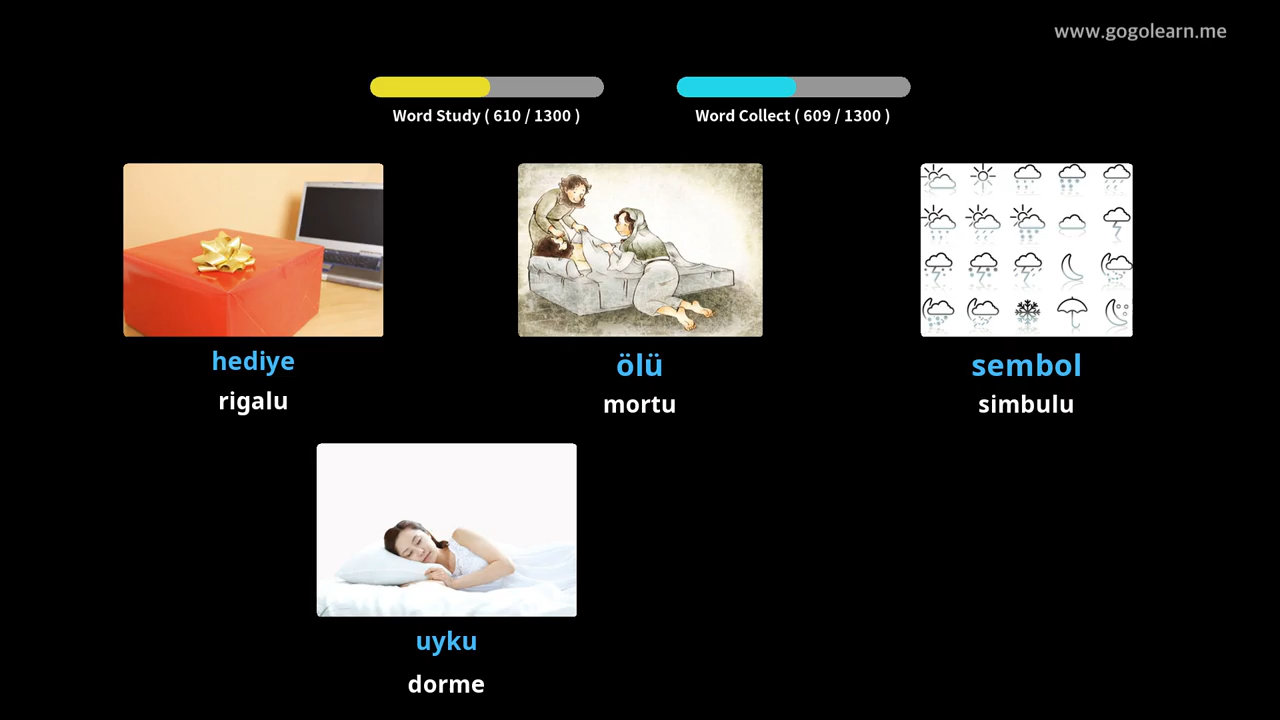 www.gogolearn.me
Word Study ( 610 / 1300 )
Word Collect ( 609 / 1300 )
hediye
rigalu
ölü
mortu
sembol
simbulu
uyku
dorme